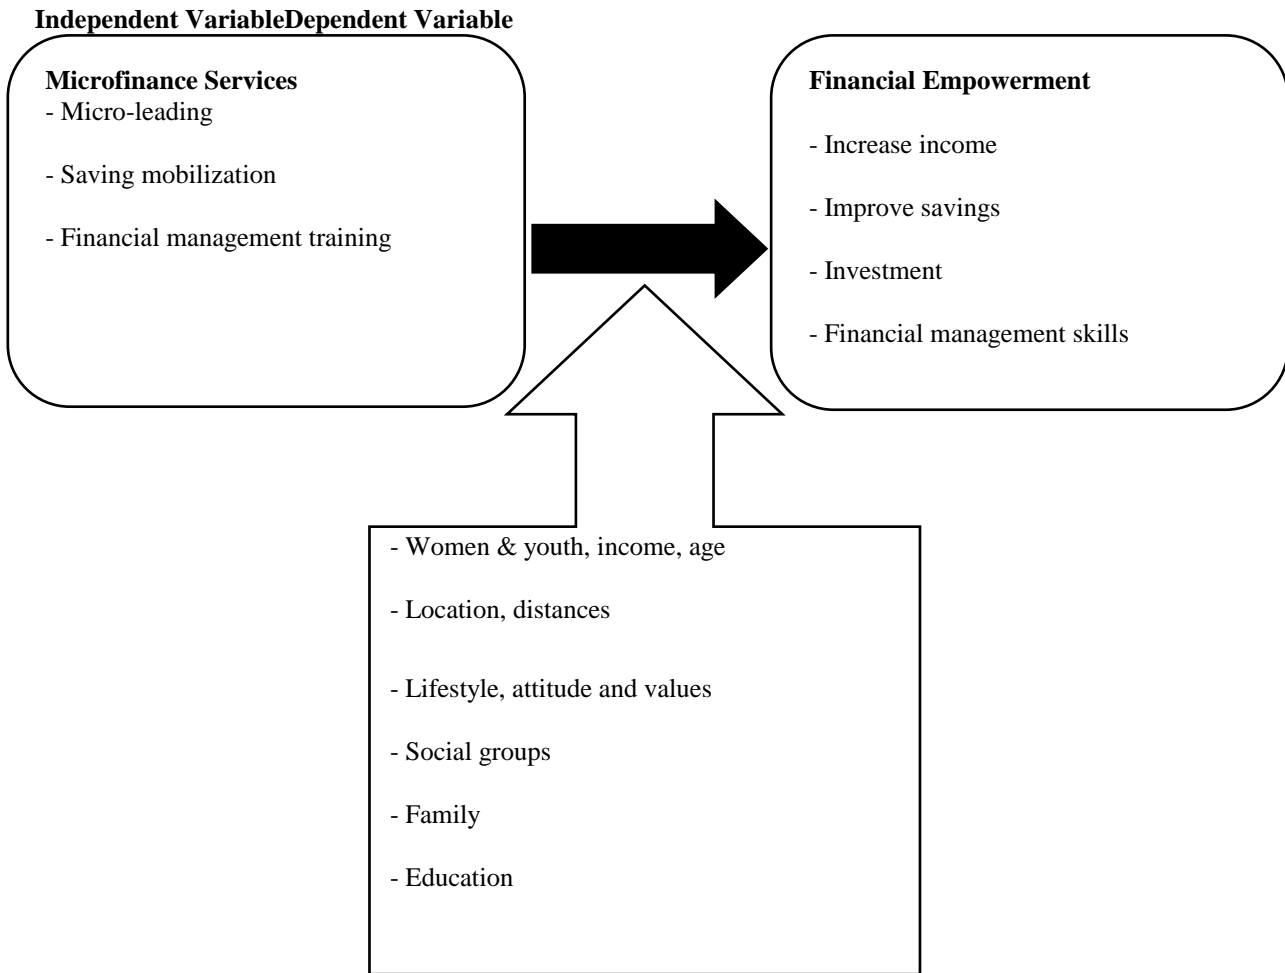 Independent VariableDependent Variable
Microfinance Services
- Micro-leading
- Saving mobilization
- Financial management training
Financial Empowerment
- Increase income
- Improve savings
- Investment
- Financial management skills
- Women & youth, income, age
- Location, distances
- Lifestyle, attitude and values
- Social groups
- Family
- Education